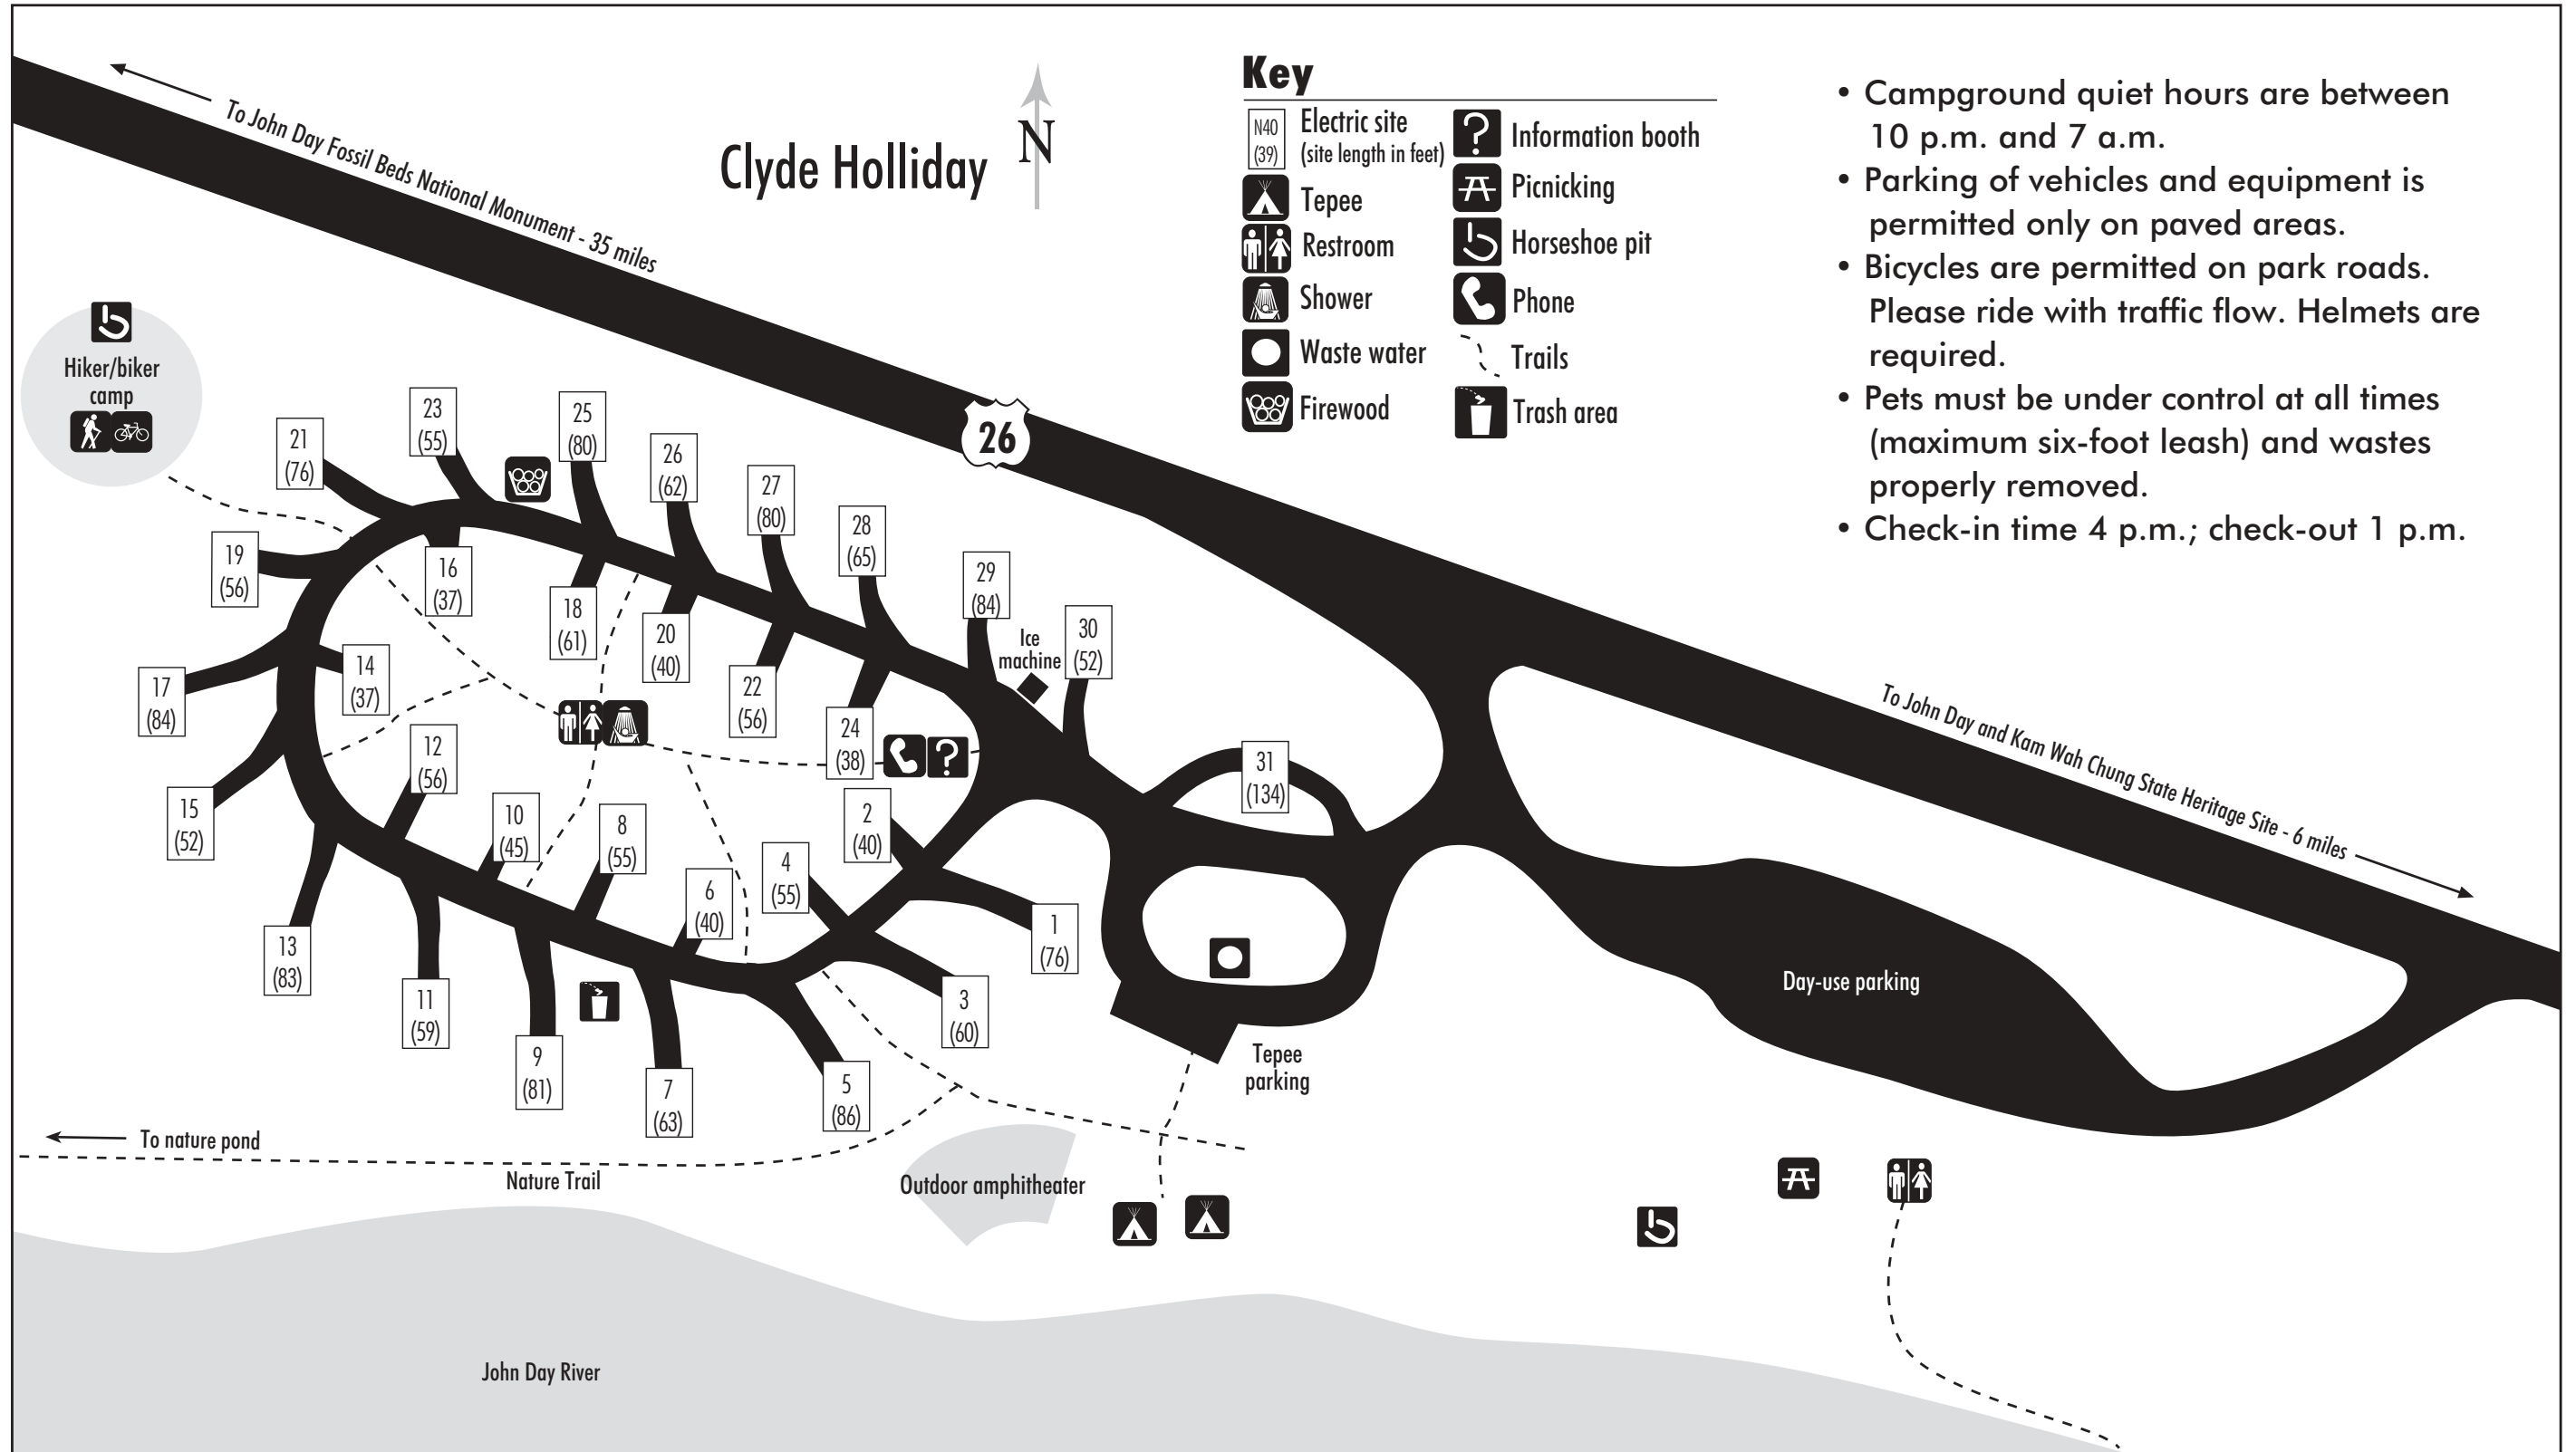 To John Day Fossil Beds National Monument - 35 miles
Clyde Holliday
N
Key
N40
(39)
Electric site
(site length in feet)
Tepee
Restroom
Shower
Waste water
Firewood
Information booth
Picnicking
Horseshoe pit
Phone
Trails
Trash area
• Campground quiet hours are between
10 p.m. and 7 a.m.
• Parking of vehicles and equipment is
permitted only on paved areas.
• Bicycles are permitted on park roads.
Please ride with traffic flow. Helmets are
required.
• Pets must be under control at all times
(maximum six-foot leash) and wastes
properly removed.
• Check-in time 4 p.m.; check-out 1 p.m.
26
Hiker/biker
camp
21
(76)
23
(55)
25
(80)
26
(62)
27
(80)
28
(65)
29
(84)
30
(52)
Ice
machine
19
(56)
16
(37)
18
(61)
20
(40)
22
(56)
24
(38)
17
(84)
14
(37)
15
(52)
12
(56)
10
(45)
8
(55)
6
(40)
4
(55)
2
(40)
31
(134)
1
(76)
3
(60)
5
(86)
7
(63)
9
(81)
11
(59)
13
(83)
To John Day and Kam Wah Chung State Heritage Site - 6 miles
Day-use parking
Tepee
parking
To nature pond
Nature Trail
Outdoor amphitheater
John Day River